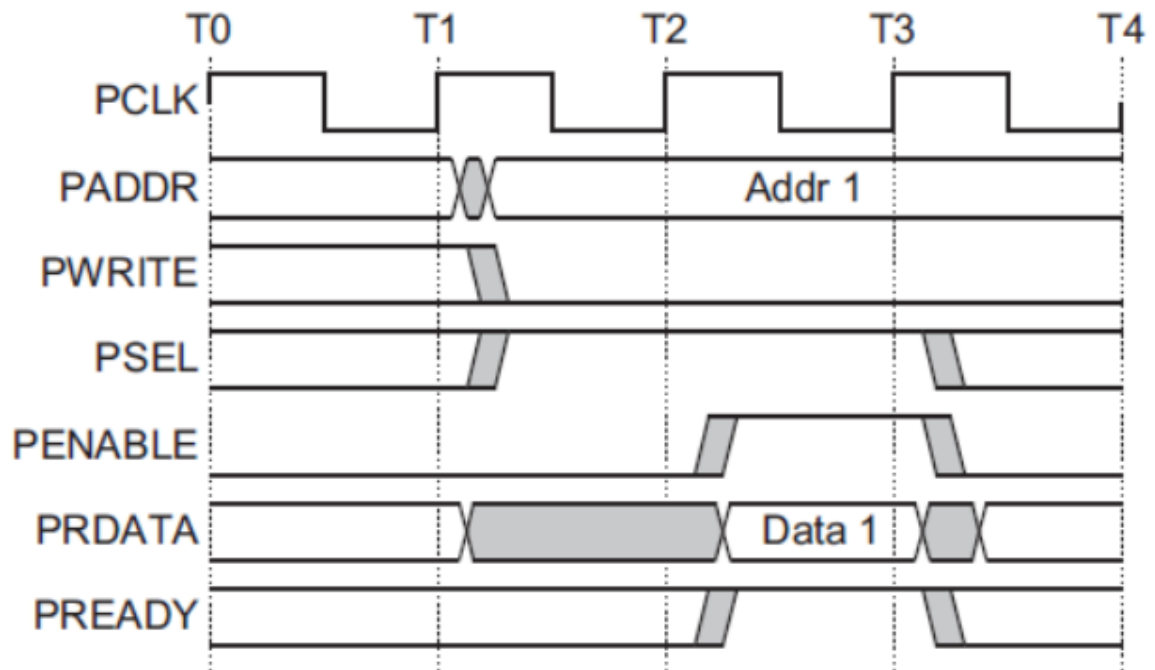 T0 T1 T2 T3 T4
PCLK
PADDR Addr 1
PWRITE
PSEL
PENABLE
PRDATA Data 1
PREADY